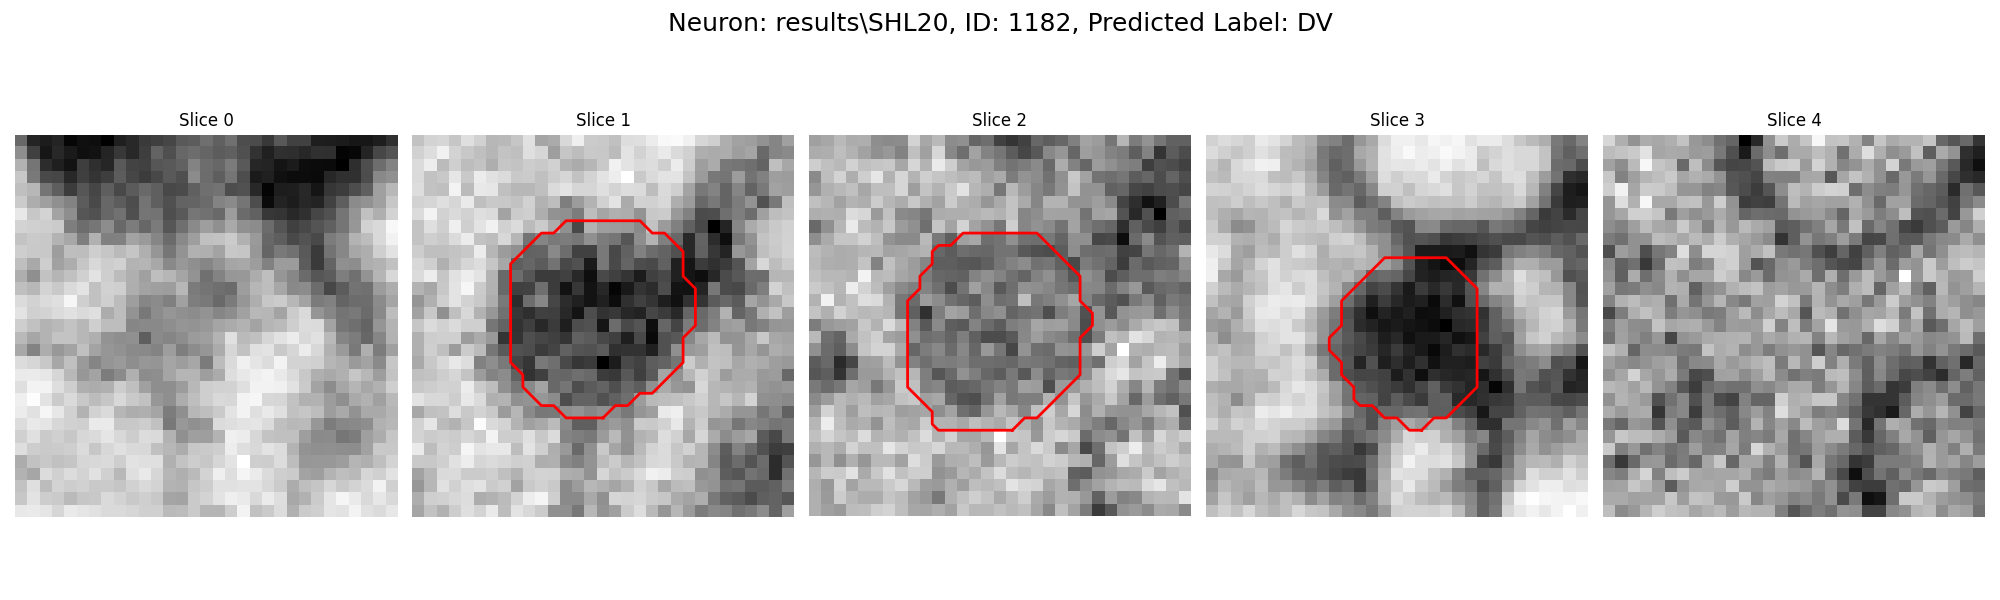 Neuron: results\SHL20, ID: 1182, Predicted Label: DV
Slice 0
Slice 1
Slice 2
Slice 3
Slice 4